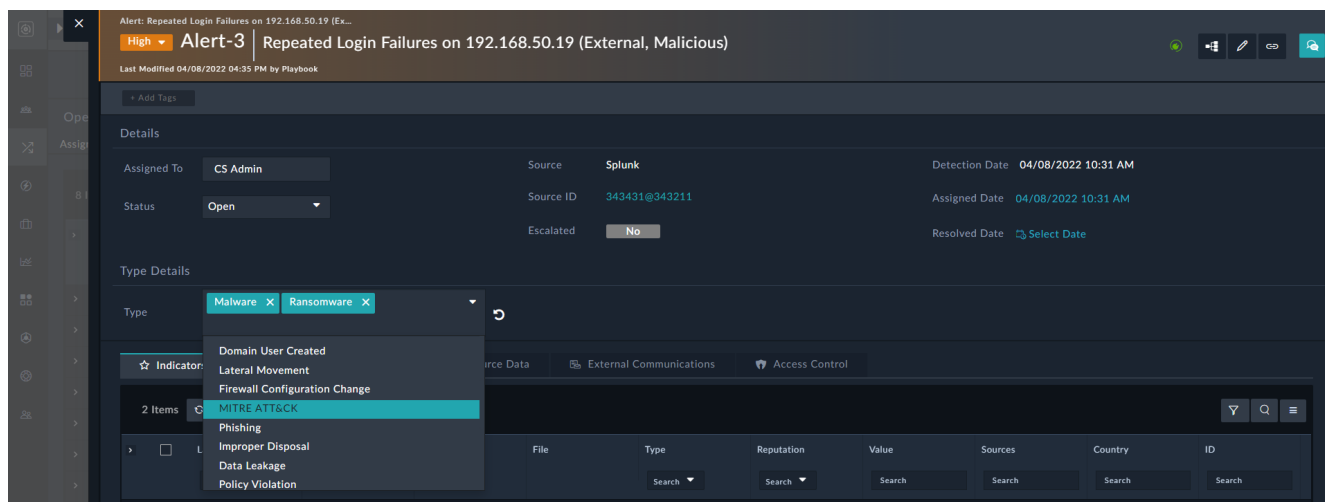 Alert: Repeated Login Failures on 192.168.50.19 (Ex...
High Alert-3 Repeated Login Failures on 192.168.50.19 (External, Malicious)
Last Modified 04/08/2022 04:35 PM by Playbook
+ Add Tags
Ope
Assig
8 I
Details
Assigned To CS Admin Source Splunk Detection Date 04/08/2022 10:31 AM
Status Open Source ID 343431@343211 Assigned Date 04/08/2022 10:31 AM
Escalated No Resolved Date Select Date
Type Details
Type Malware X Ransomware X
Domain User Created
Lateral Movement
Firewall Configuration Change
MITRE ATT&CK
Phishing
Improper Disposal
Data Leakage
Policy Violation
Indicator urce Data External Communications Access Control
2 Items
L File Type Reputation Value Sources Country ID
Search Search Search Search Search Search